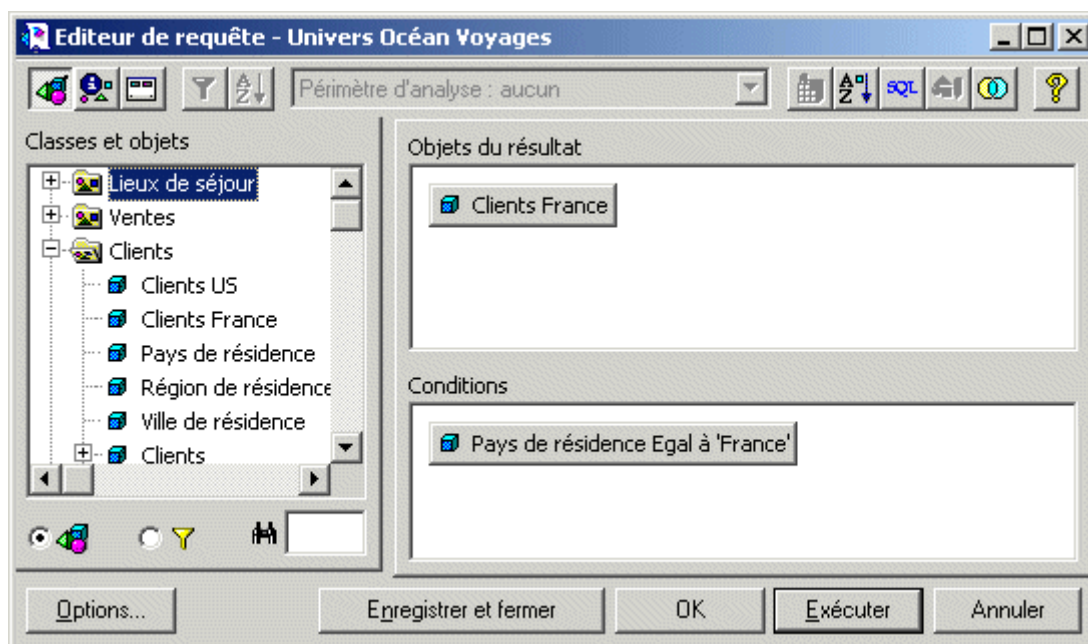 Editeur de requête - Univers Océan Voyages
Périmètre d'analyse : aucun
SQL
?
Classes et objets
Lieux de séjour
Ventes
Clients
Clients US
Clients France
Pays de résidence
Région de résidence
Ville de résidence
Clients
Objets du résultat
Clients France
Conditions
Pays de résidence Egal à 'France'
Options...
Enregistrer et fermer
OK
Exécuter
Annuler